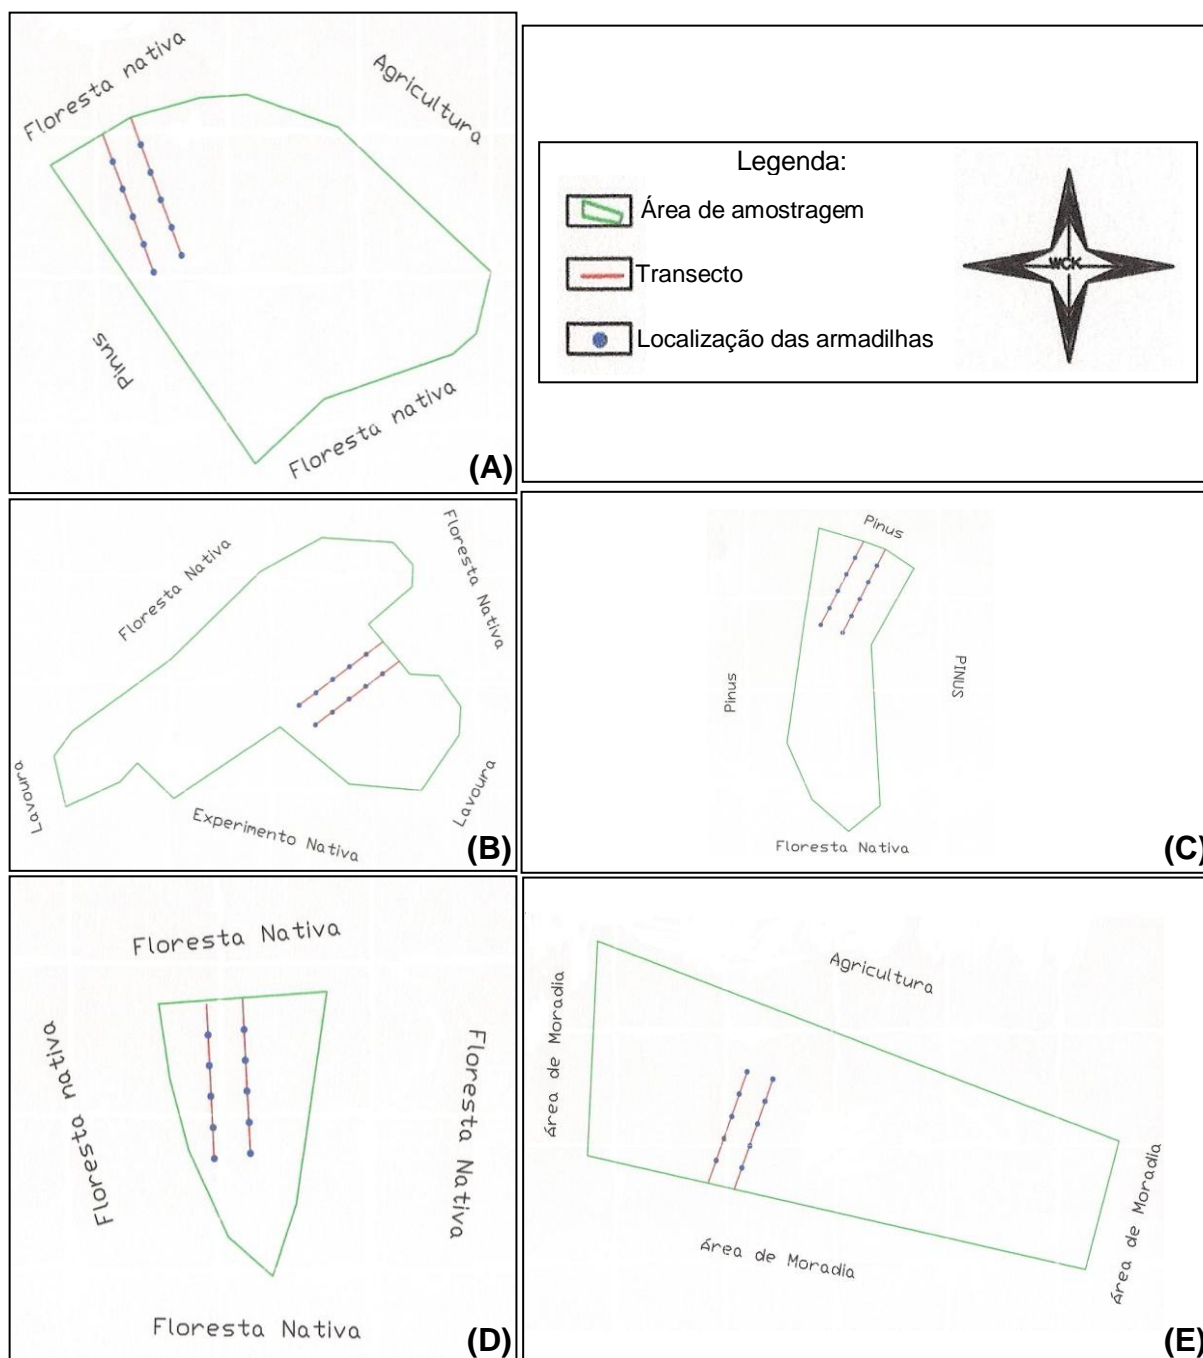 Floresta nativa
Agricultura
Pinus
Floresta nativa
(A)
Legenda:
Área de amostragem
Transecto
Localização das armadilhas
WCK
Floresta Nativa
Floresta Nativa
Lavoura
Experimento Nativa
Lavoura
(B)
Pinus
Pinus
PINUS
Floresta Nativa
(C)
Floresta Nativa
Floresta nativa
Floresta Nativa
Floresta Nativa
(D)
Agricultura
Área de Moradia
Área de Moradia
Área de Moradia
(E)